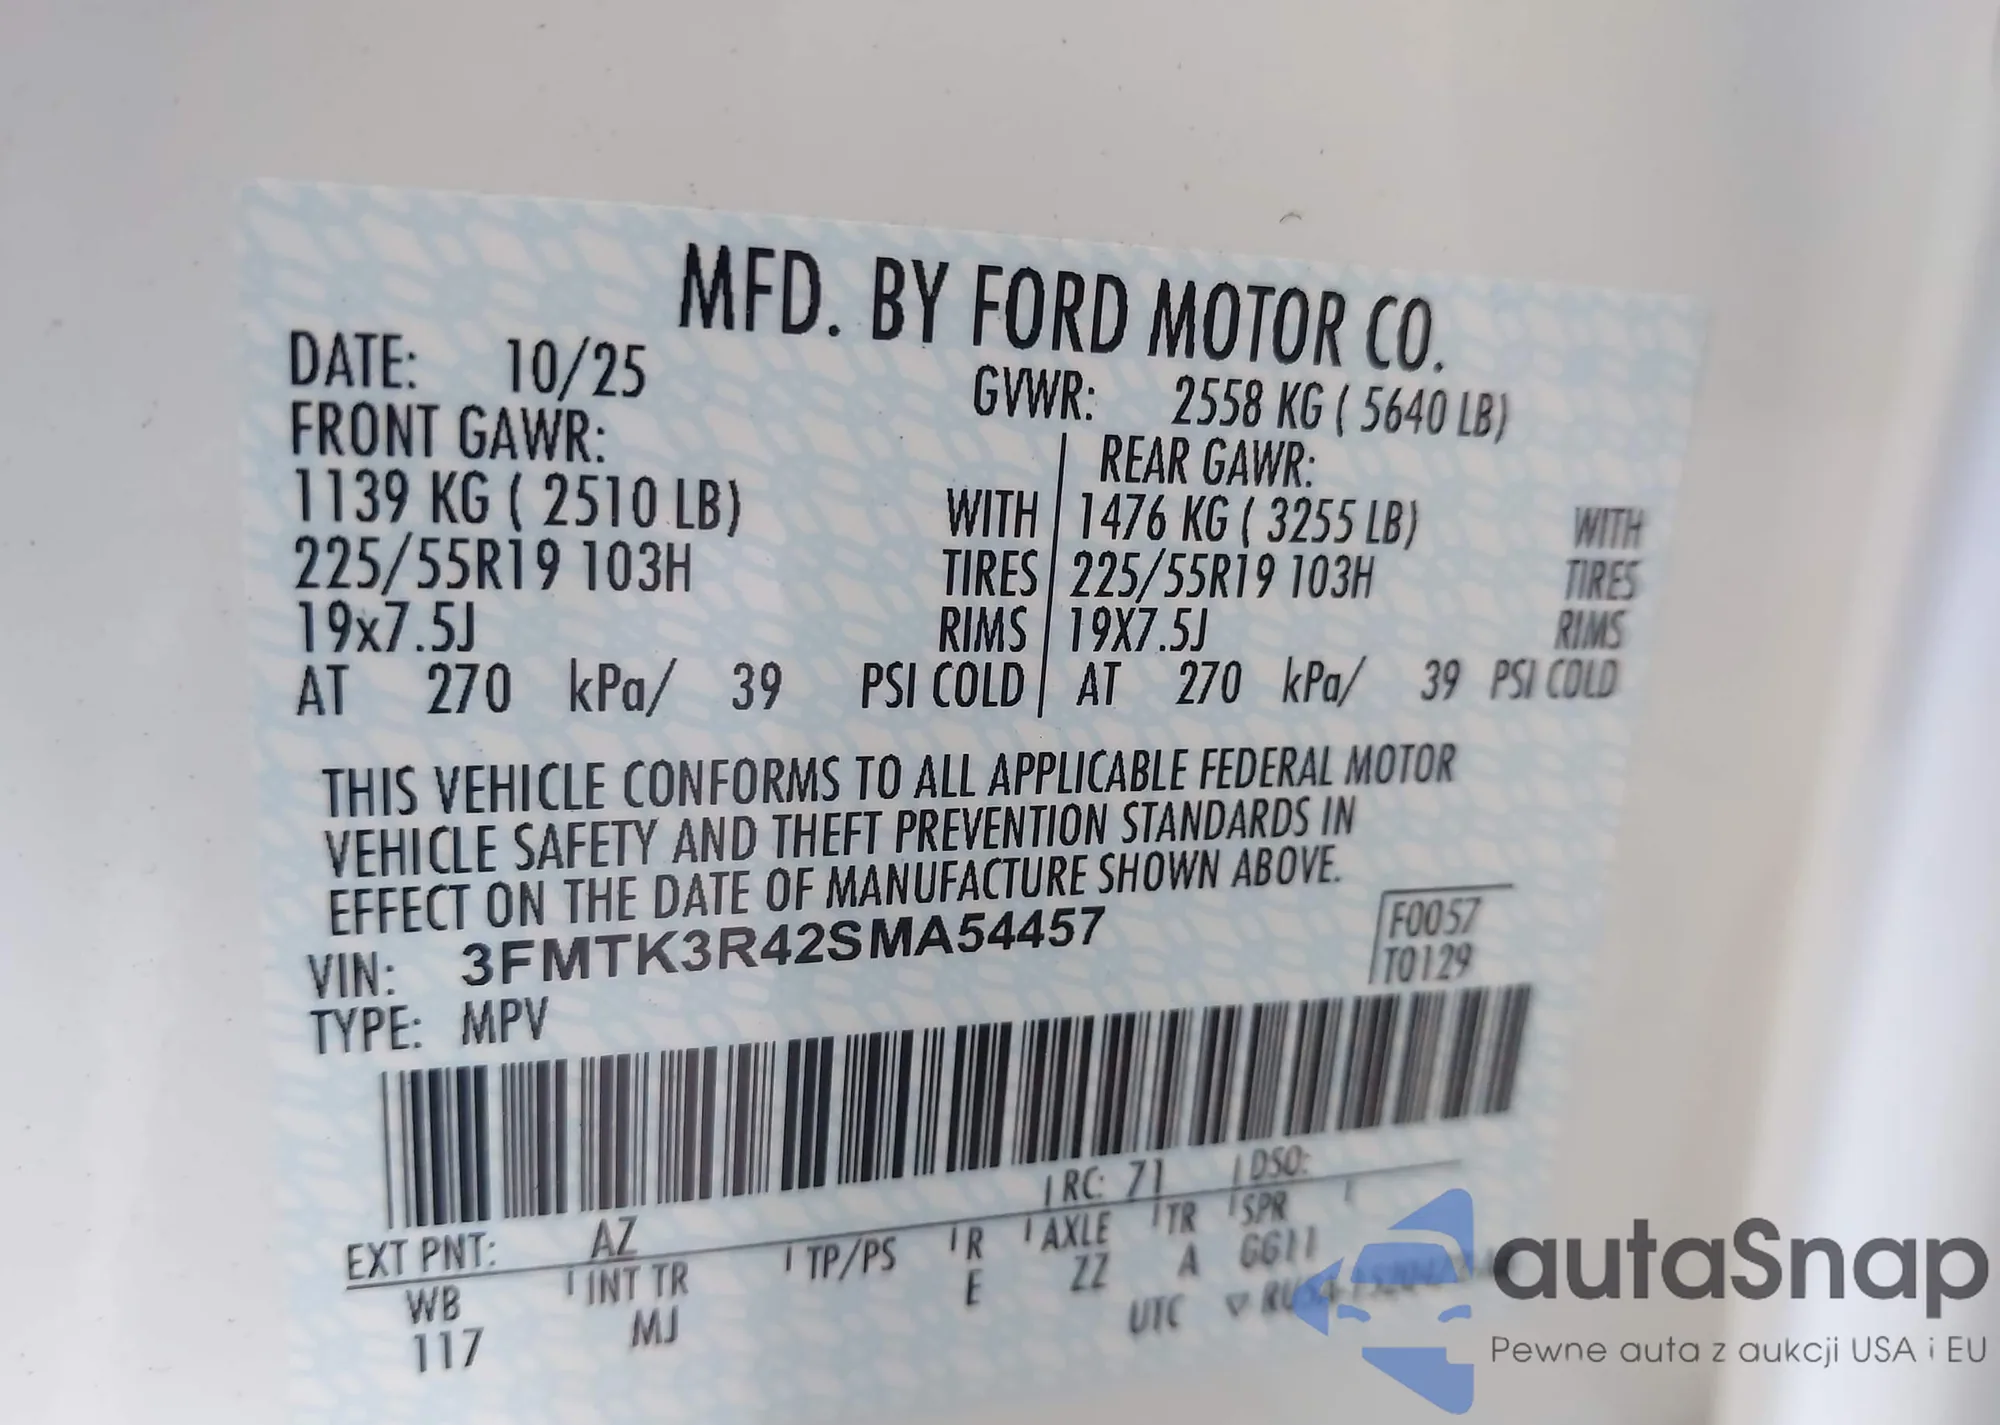 MFD. BY FORD MOTOR CO.
DATE: 10/25
GVWR: 2558 KG ( 5640 LB)
FRONT GAWR:
REAR GAWR:
1139 KG ( 2510 LB) WITH
1476 KG ( 3255 LB) WITH
225/55R19 103H TIRES
225/55R19 103H TIRES
19x7.5J RIMS
19X7.5J RIMS
AT 270 kPa/ 39 PSI COLD
AT 270 kPa/ 39 PSI COLD
THIS VEHICLE CONFORMS TO ALL APPLICABLE FEDERAL MOTOR
VEHICLE SAFETY AND THEFT PREVENTION STANDARDS IN
EFFECT ON THE DATE OF MANUFACTURE SHOWN ABOVE.
F0057
T0129
VIN: 3FMTK3R42SMA54457
TYPE: MPV
EXT PNT: AZ RC: 71 DSO:
WB INT TR TP/PS R AXLE TR SPR
117 MJ E ZZ A GG11
UTC
autaSnap
Pewne auta z aukcji USA i EU